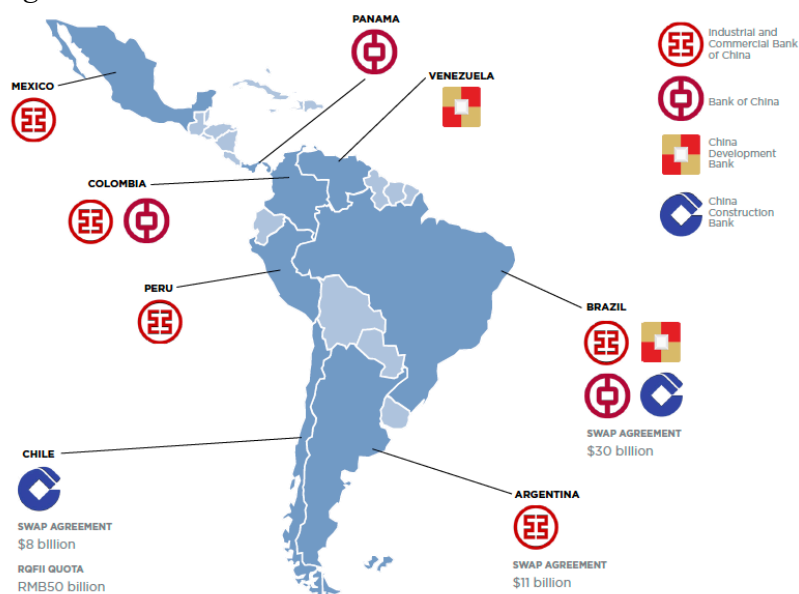 PANAMA
Industrial and
Commercial Bank
of China
MEXICO
VENEZUELA
Bank of China
China
Development
Bank
COLOMBIA
China
Construction
Bank
PERU
BRAZIL
SWAP AGREEMENT
$30 billion
CHILE
SWAP AGREEMENT
$8 billion
RQFII QUOTA
RMB50 billion
ARGENTINA
SWAP AGREEMENT
$11 billion